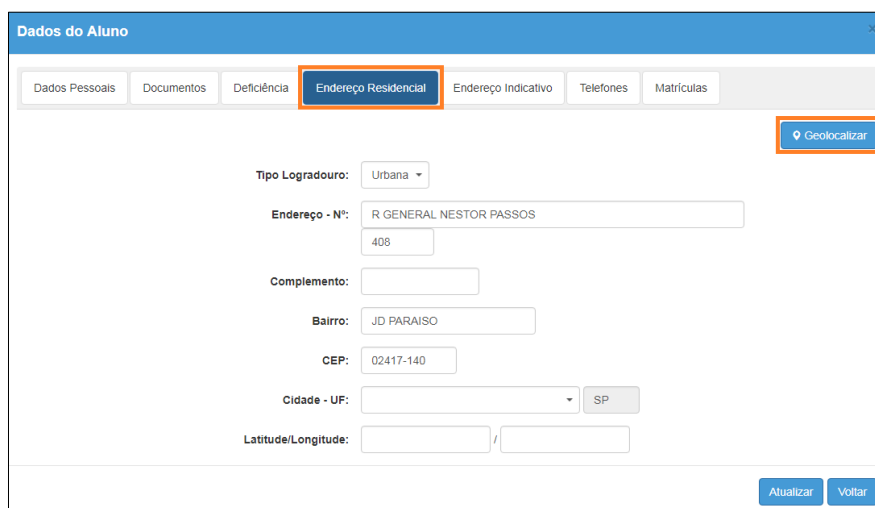 Dados do Aluno ×
Dados Pessoais Documentos Deficiência Endereço Residencial Endereço Indicativo Telefones Matrículas
Geolocalizar
Tipo Logradouro: Urbana
Endereço - Nº: R GENERAL NESTOR PASSOS
408
Complemento:
Bairro: JD PARAISO
CEP: 02417-140
Cidade - UF: SP
Latitude/Longitude: /
Atualizar Voltar